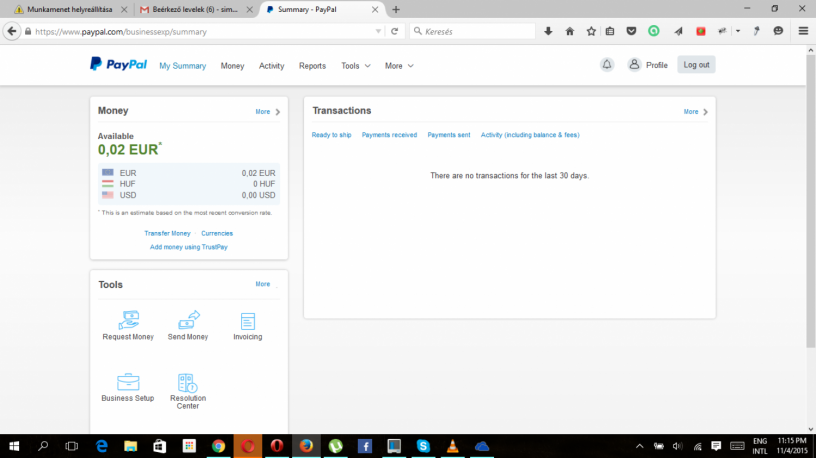 Munkamenet helyreállítása
Beérkező levelek (6) - sim...
Summary - PayPal
https://www.paypal.com/businessexp/summary
Keresés
PayPal My Summary Money Activity Reports Tools More Profile Log out
Money More
Available
0,02 EUR*
EUR 0,02 EUR
HUF 0 HUF
USD 0,00 USD
* This is an estimate based on the most recent conversion rate.
Transfer Money · Currencies
Add money using TrustPay
Transactions More
Ready to ship Payments received Payments sent Activity (including balance & fees)
There are no transactions for the last 30 days.
Tools More
Request Money Send Money Invoicing
Business Setup Resolution
Center
ENG 11:15 PM
INTL 11/4/2015